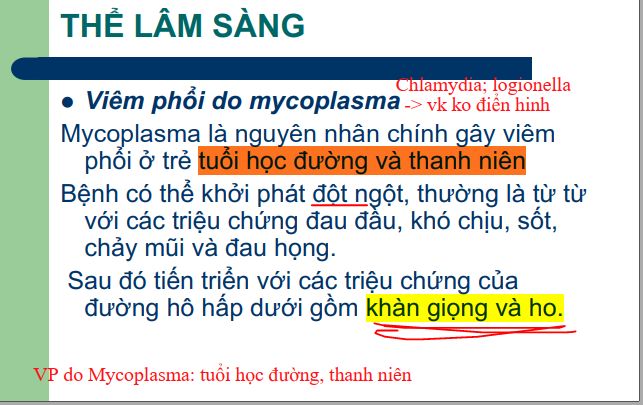 THỂ LÂM SÀNG
Chlamydia; logionella
Viêm phổi do mycoplasma -> vk ko điển hinh
Mycoplasma là nguyên nhân chính gây viêm
phổi ở trẻ tuổi học đường và thanh niên
Bệnh có thể khởi phát đột ngột, thường là từ từ
với các triệu chứng đau đầu, khó chịu, sốt,
chảy mũi và đau họng.
Sau đó tiến triển với các triệu chứng của
đường hô hấp dưới gồm khàn giọng và ho.
VP do Mycoplasma: tuổi học đường, thanh niên